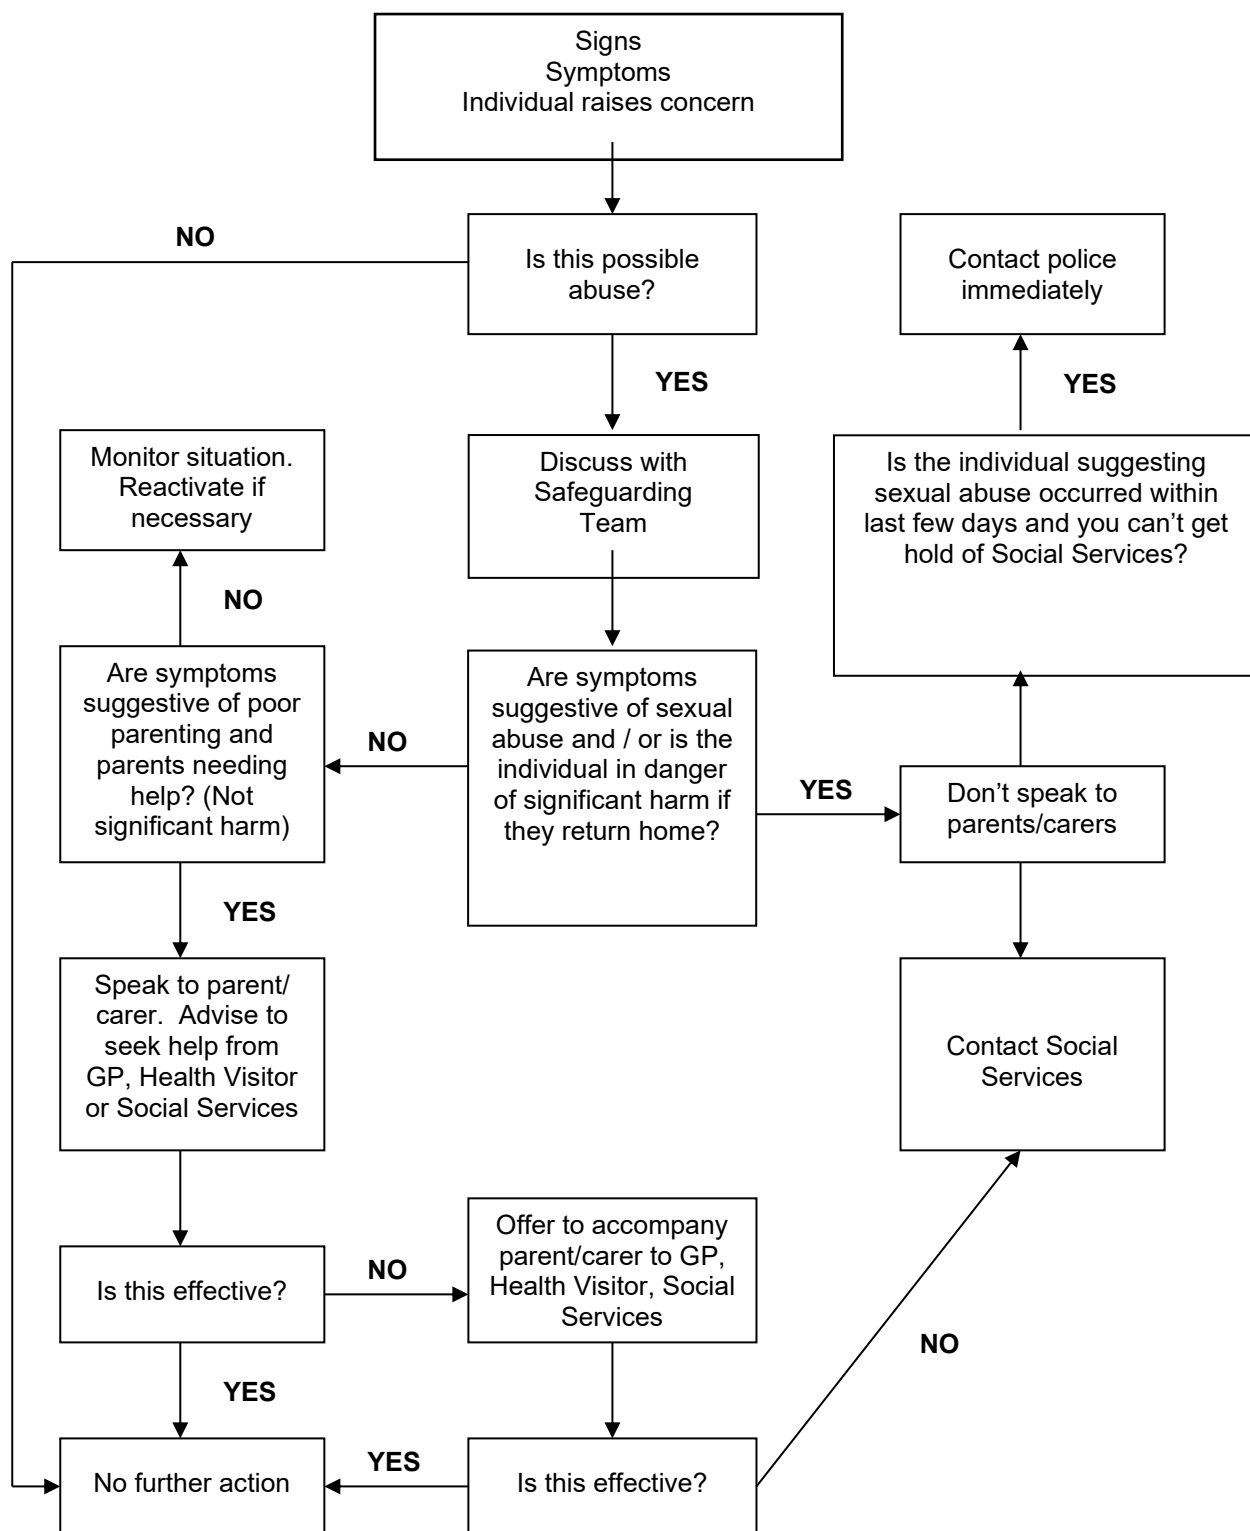 Signs
Symptoms
Individual raises concern
NO
Is this possible
abuse?
Contact police
immediately
YES
YES
Monitor situation.
Reactivate if
necessary
Discuss with
Safeguarding
Team
Is the individual suggesting
sexual abuse occurred within
last few days and you can’t get
hold of Social Services?
NO
Are symptoms
suggestive of poor
parenting and
parents needing
help? (Not
significant harm)
NO
Are symptoms
suggestive of sexual
abuse and / or is the
individual in danger
of significant harm if
they return home?
YES
Don’t speak to
parents/carers
YES
Speak to parent/
carer.  Advise to
seek help from
GP, Health Visitor
or Social Services
Contact Social
Services
Is this effective?
NO
Offer to accompany
parent/carer to GP,
Health Visitor, Social
Services
NO
YES
No further action
YES
Is this effective?